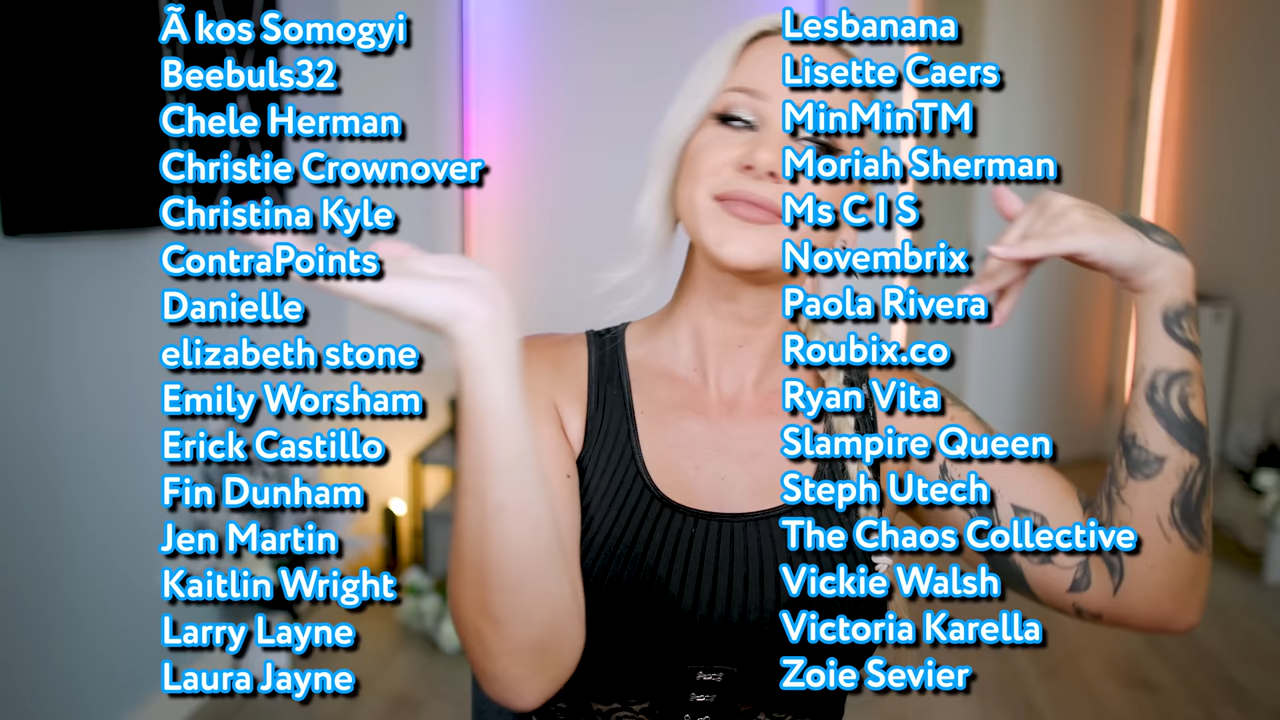 Ã kos Somogyi
Beebuls32
Chele Herman
Christie Crownover
Christina Kyle
ContraPoints
Danielle
elizabeth stone
Emily Worsham
Erick Castillo
Fin Dunham
Jen Martin
Kaitlin Wright
Larry Layne
Laura Jayne
Lesbanana
Lisette Caers
MinMinTM
Moriah Sherman
Ms C I S
Novembrix
Paola Rivera
Roubix.co
Ryan Vita
Slampire Queen
Steph Utech
The Chaos Collective
Vickie Walsh
Victoria Karella
Zoie Sevier